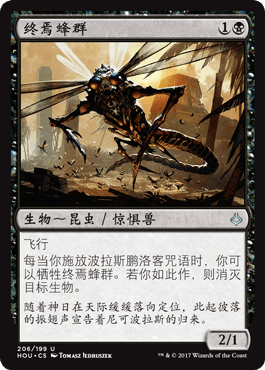 终焉蜂群
1
生物~昆虫/惊惧兽
飞行
每当你施放波拉斯鹏洛客咒语时，你可
以牺牲终焉蜂群。若你如此作，则消灭
目标生物。
随着神日在天际缓缓落向定位，此起彼落
的振翅声宣告着尼可波拉斯的归来。
206/199 U
HOU • CS TOMASZ JEDRUSZEK
2/1
™ & © 2017 Wizards of the Coast